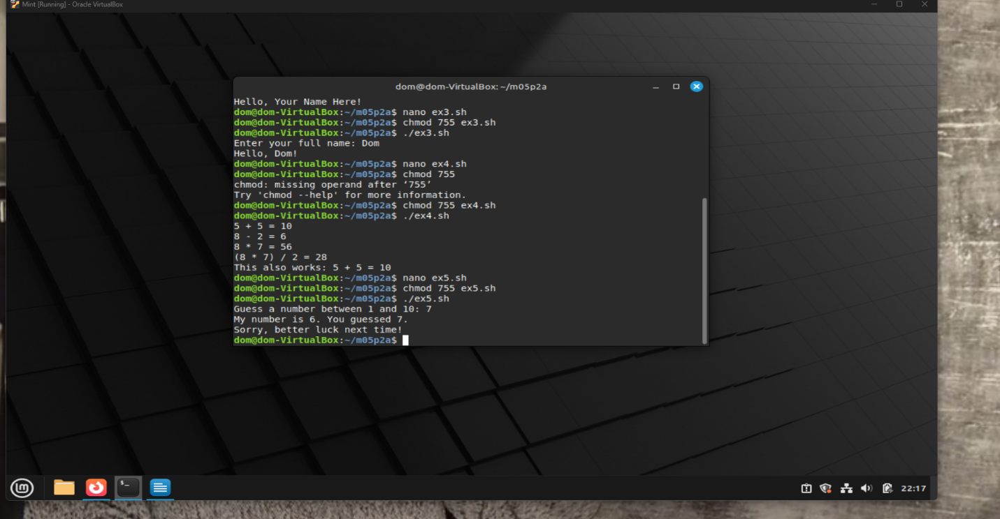 Mint [Running] - Oracle VirtualBox
dom@dom-VirtualBox: ~/m05p2a
Hello, Your Name Here!
dom@dom-VirtualBox:~/m05p2a$ nano ex3.sh
dom@dom-VirtualBox:~/m05p2a$ chmod 755 ex3.sh
dom@dom-VirtualBox:~/m05p2a$ ./ex3.sh
Enter your full name: Dom
Hello, Dom!
dom@dom-VirtualBox:~/m05p2a$ nano ex4.sh
dom@dom-VirtualBox:~/m05p2a$ chmod 755
chmod: missing operand after ‘755’
Try 'chmod --help' for more information.
dom@dom-VirtualBox:~/m05p2a$ chmod 755 ex4.sh
dom@dom-VirtualBox:~/m05p2a$ ./ex4.sh
5 + 5 = 10
8 - 2 = 6
8 * 7 = 56
(8 * 7) / 2 = 28
This also works: 5 + 5 = 10
dom@dom-VirtualBox:~/m05p2a$ nano ex5.sh
dom@dom-VirtualBox:~/m05p2a$ chmod 755 ex5.sh
dom@dom-VirtualBox:~/m05p2a$ ./ex5.sh
Guess a number between 1 and 10: 7
My number is 6. You guessed 7.
Sorry, better luck next time!
dom@dom-VirtualBox:~/m05p2a$
22:17